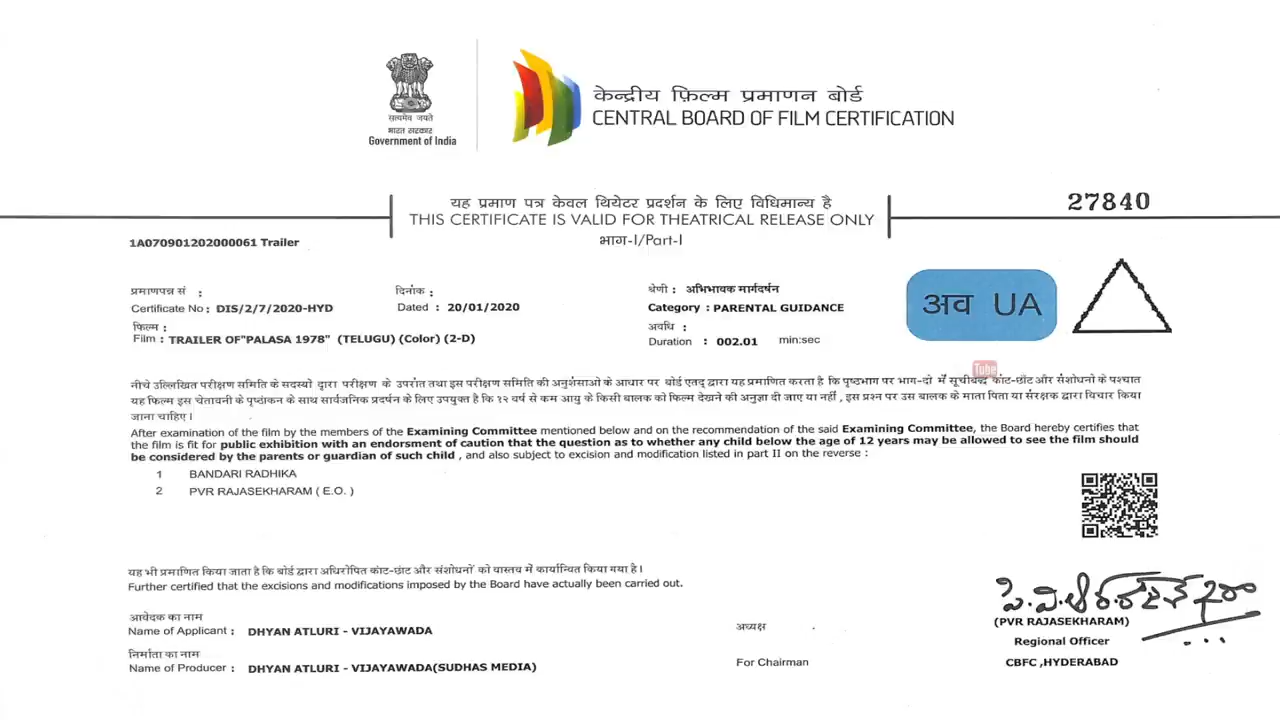 सत्यमेव जयते
भारत सरकार
Government of India
केन्द्रीय फ़िल्म प्रमाणन बोर्ड
CENTRAL BOARD OF FILM CERTIFICATION
यह प्रमाण पत्र केवल थियेटर प्रदर्शन के लिए विधिमान्य है
THIS CERTIFICATE IS VALID FOR THEATRICAL RELEASE ONLY
27840
भाग-I/Part-I
1A070901202000061 Trailer
प्रमाणपत्र सं :
दिनांक :
श्रेणी : अभिभावक मार्गदर्शन
Certificate No : DIS/2/7/2020-HYD
Dated : 20/01/2020
Category : PARENTAL GUIDANCE
अव UA
फिल्म :
अवधि :
Film : TRAILER OF"PALASA 1978" (TELUGU) (Color) (2-D)
Duration : 002.01 min:sec
Tube
नीचे उल्लिखित परीक्षण समिति के सदस्यों द्वारा परीक्षण के उपरांत तथा इस परीक्षण समिति की अनुशंसाओ के आधार पर बोर्ड एतद् द्वारा यह प्रमाणित करता है कि पृष्ठभाग पर भाग-दो में सूचीबद्ध कांट-छाँट और संशोधनों के पश्चात
यह फिल्म इस चेतावनी के पृष्ठांकन के साथ सार्वजनिक प्रदर्शन के लिए उपयुक्त है कि १२ वर्ष से कम आयु के किसी बालक को फिल्म देखने की अनुज्ञा दी जाए या नहीं , इस प्रश्न पर उस बालक के माता पिता या संरक्षक द्वारा विचार किया
जाना चाहिए ।
After examination of the film by the members of the Examining Committee mentioned below and on the recommendation of the said Examining Committee, the Board hereby certifies that
the film is fit for public exhibition with an endorsment of caution that the question as to whether any child below the age of 12 years may be allowed to see the film should
be considered by the parents or guardian of such child , and also subject to excision and modification listed in part II on the reverse :
1 BANDARI RADHIKA
2 PVR RAJASEKHARAM ( E.O. )
यह भी प्रमाणित किया जाता है कि बोर्ड द्वारा अधिरोपित कांट-छांट और संशोधनों को वास्तव में कार्यान्वित किया गया है ।
Further certified that the excisions and modifications imposed by the Board have actually been carried out.
आवेदक का नाम
Name of Applicant : DHYAN ATLURI - VIJAYAWADA
अध्यक्ष
(PVR RAJASEKHARAM)
Regional Officer
निर्माता का नाम
Name of Producer : DHYAN ATLURI - VIJAYAWADA(SUDHAS MEDIA)
For Chairman
CBFC ,HYDERABAD